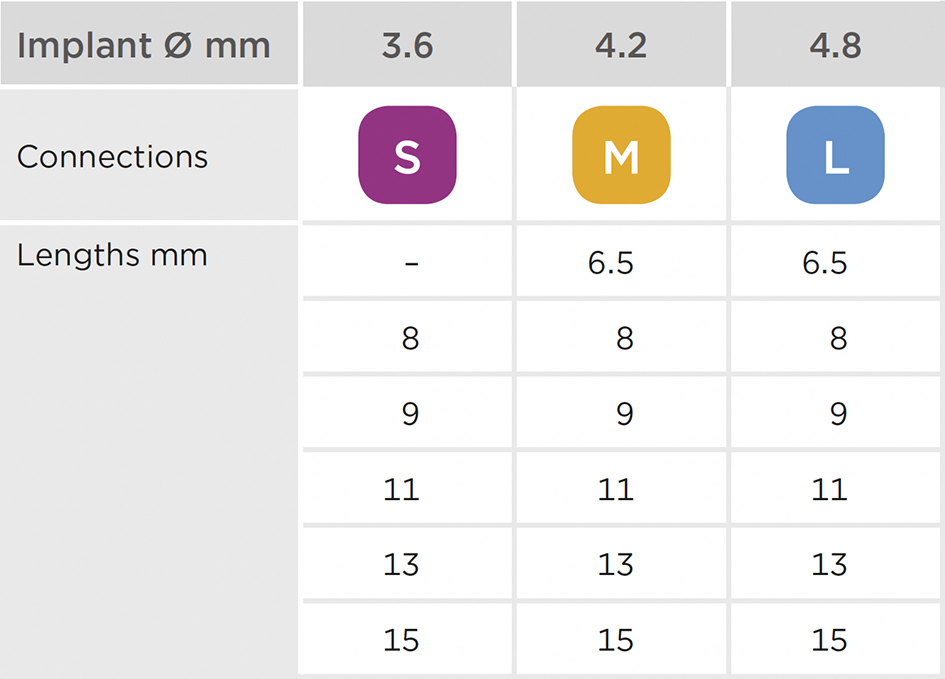 Implant Ø mm 3.6 4.2 4.8
Connections S M L
Lengths mm - 6.5 6.5
8 8 8
9 9 9
11 11 11
13 13 13
15 15 15